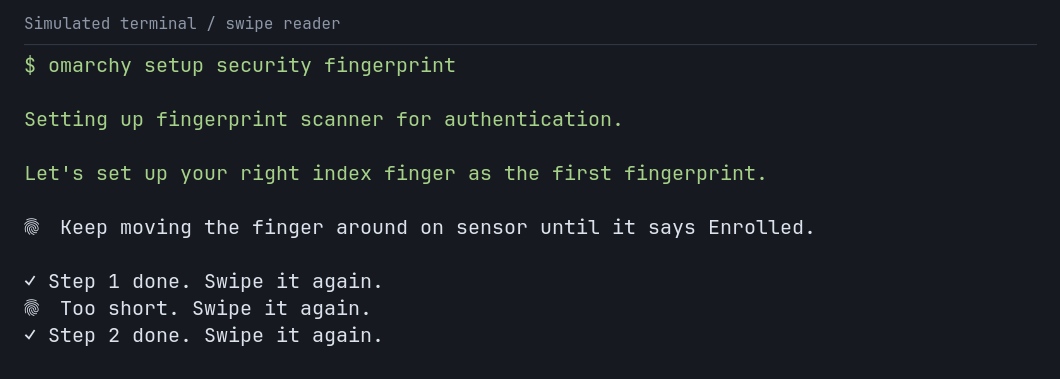 Simulated terminal / swipe reader
$ omarchy setup security fingerprint
Setting up fingerprint scanner for authentication.
Let's set up your right index finger as the first fingerprint.
Keep moving the finger around on sensor until it says Enrolled.
✓ Step 1 done. Swipe it again.
Too short. Swipe it again.
✓ Step 2 done. Swipe it again.